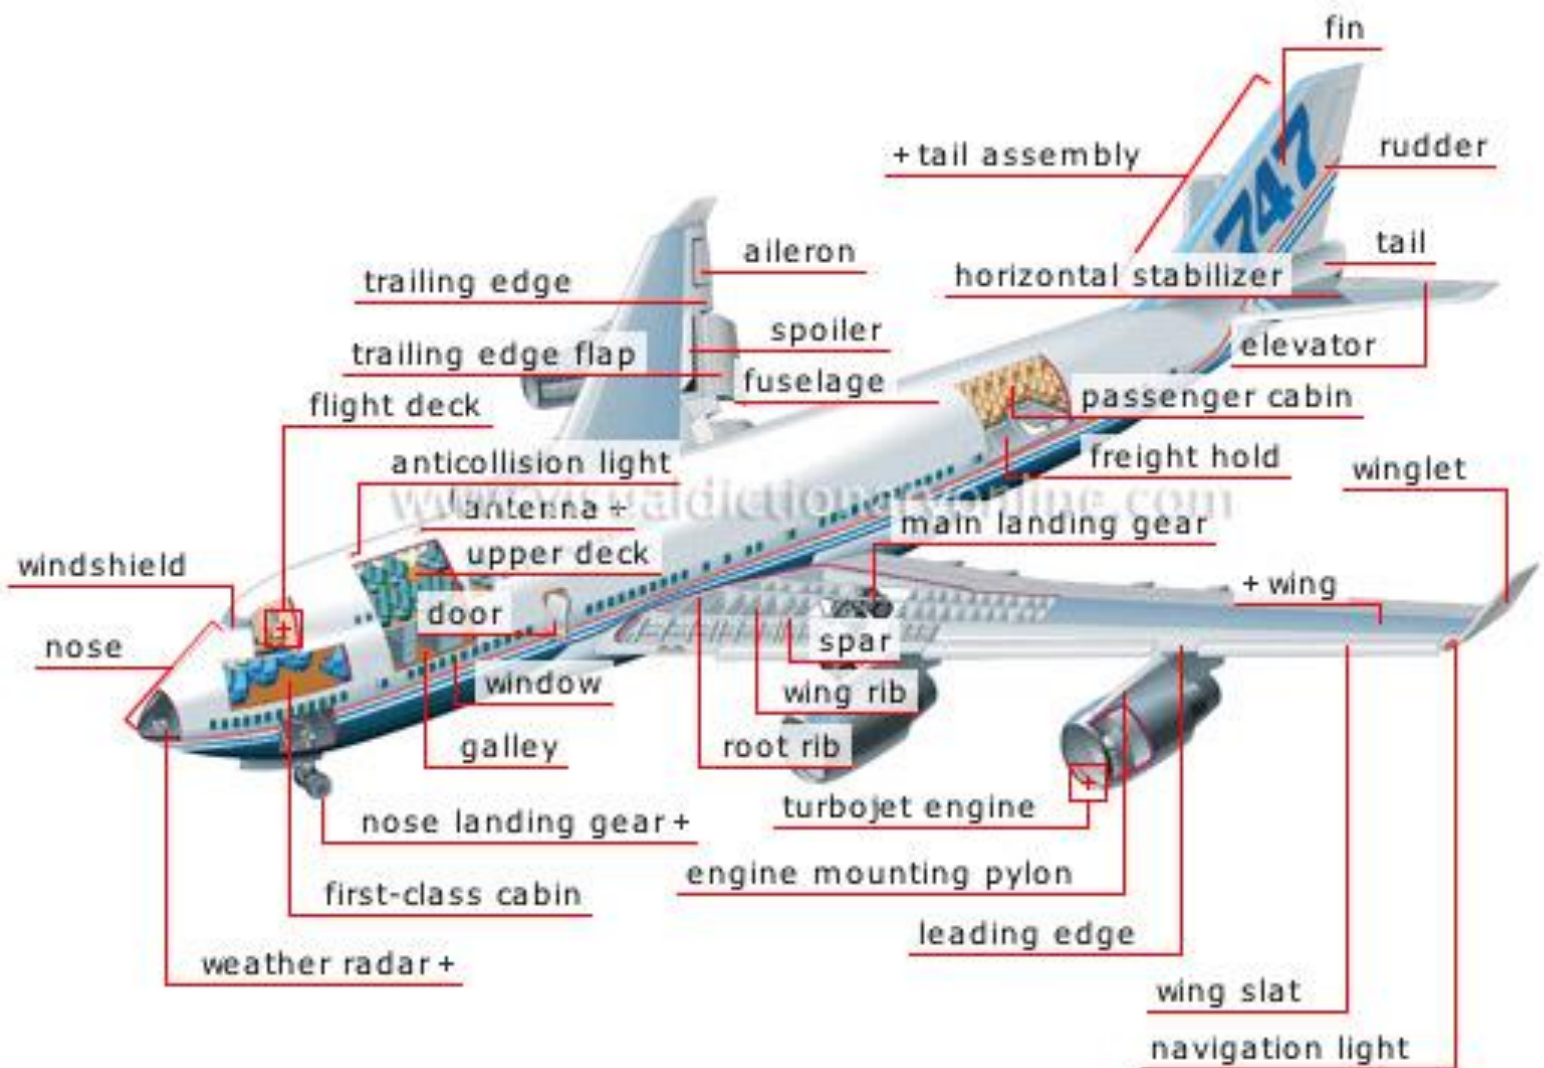 fin
+ tail assembly
rudder
aileron
tail
trailing edge
horizontal stabilizer
spoiler
trailing edge flap
elevator
fuselage
flight deck
passenger cabin
anticollision light
freight hold
winglet
www.visualdictionaryonline.com
antenna +
main landing gear
upper deck
windshield
+ wing
door
nose
spar
window
wing rib
galley
root rib
turbojet engine
nose landing gear +
engine mounting pylon
first-class cabin
leading edge
weather radar +
wing slat
navigation light
747